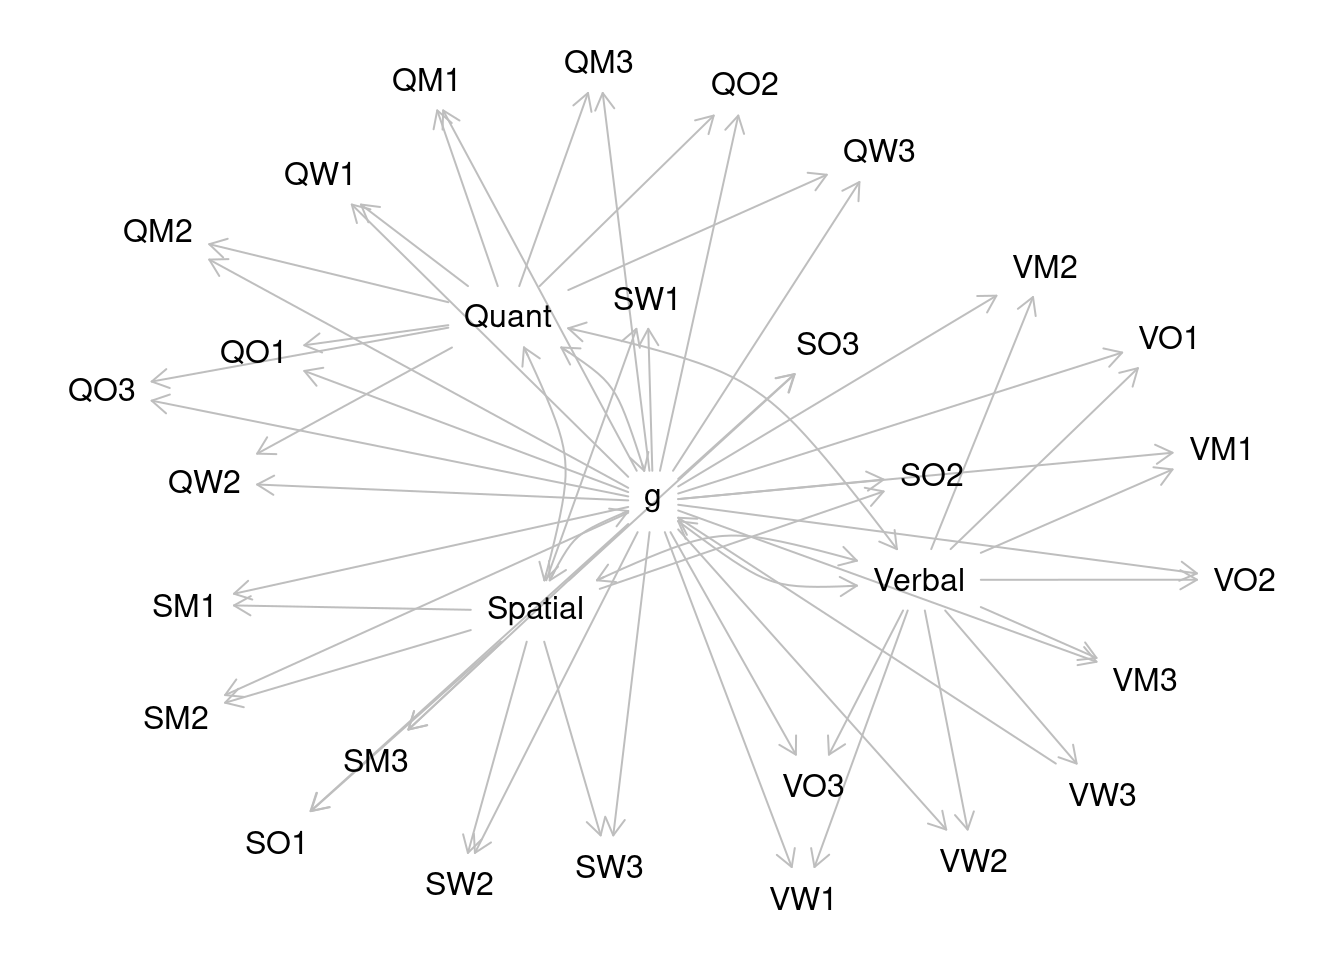 QM3
QM1
QO2
QW3
QW1
QM2
VM2
SW1
Quant
VO1
SO3
QO1
QO3
VM1
SO2
QW2
g
Verbal
VO2
SM1
Spatial
VM3
SM2
SM3
VO3
VW3
SO1
VW2
SW3
SW2
VW1